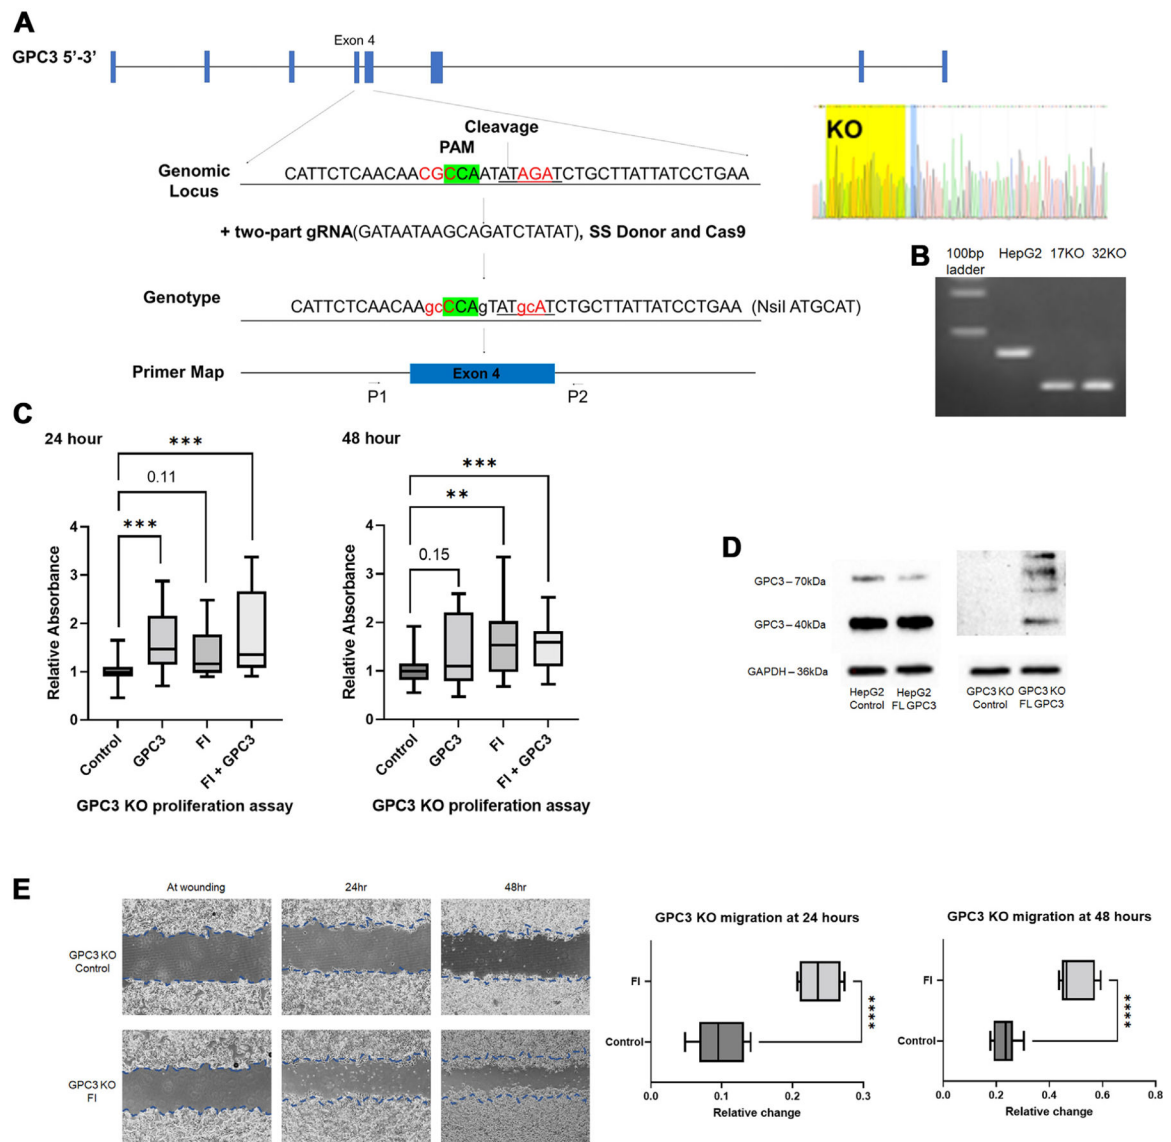 A
Exon 4
GPC3 5’-3’
Cleavage
PAM
Genomic
Locus
CATTCTCAACAACGCCCAATATAGATCTGCTTATTATCCTGAA
+ two-part gRNA(GATAATAAGCAGATCTATAT), SS Donor and Cas9
Genotype
CATTCTCAACAAgcCCCAgTATgcATCTGCTTATTATCCTGAA (NsiI ATGCAT)
Primer Map
Exon 4
P1
P2
KO
B
100bp
ladder
HepG2
17KO
32KO
C
24 hour
***
0.11
***
4
3
2
1
0
Relative Absorbance
Control
GPC3
FI
FI + GPC3
GPC3 KO proliferation assay
48 hour
***
**
0.15
4
3
2
1
0
Relative Absorbance
Control
GPC3
FI
FI + GPC3
GPC3 KO proliferation assay
D
GPC3 – 70kDa
GPC3 – 40kDa
GAPDH – 36kDa
HepG2
Control
HepG2
FL GPC3
GPC3 KO
Control
GPC3 KO
FL GPC3
E
At wounding
24hr
48hr
GPC3 KO
Control
GPC3 KO
FI
GPC3 KO migration at 24 hours
FI
Control
****
0.0
0.1
0.2
0.3
Relative change
GPC3 KO migration at 48 hours
FI
Control
****
0.0
0.2
0.4
0.6
0.8
Relative change